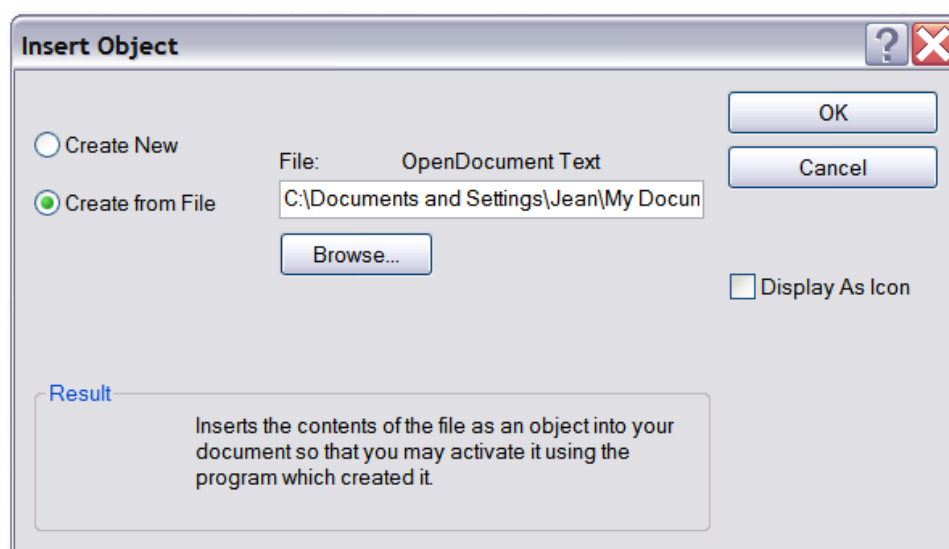 Insert Object
?
OK
Create New
File: OpenDocument Text
Cancel
Create from File
C:\Documents and Settings\Jean\My Docun
Browse...
Display As Icon
Result
Inserts the contents of the file as an object into your
document so that you may activate it using the
program which created it.